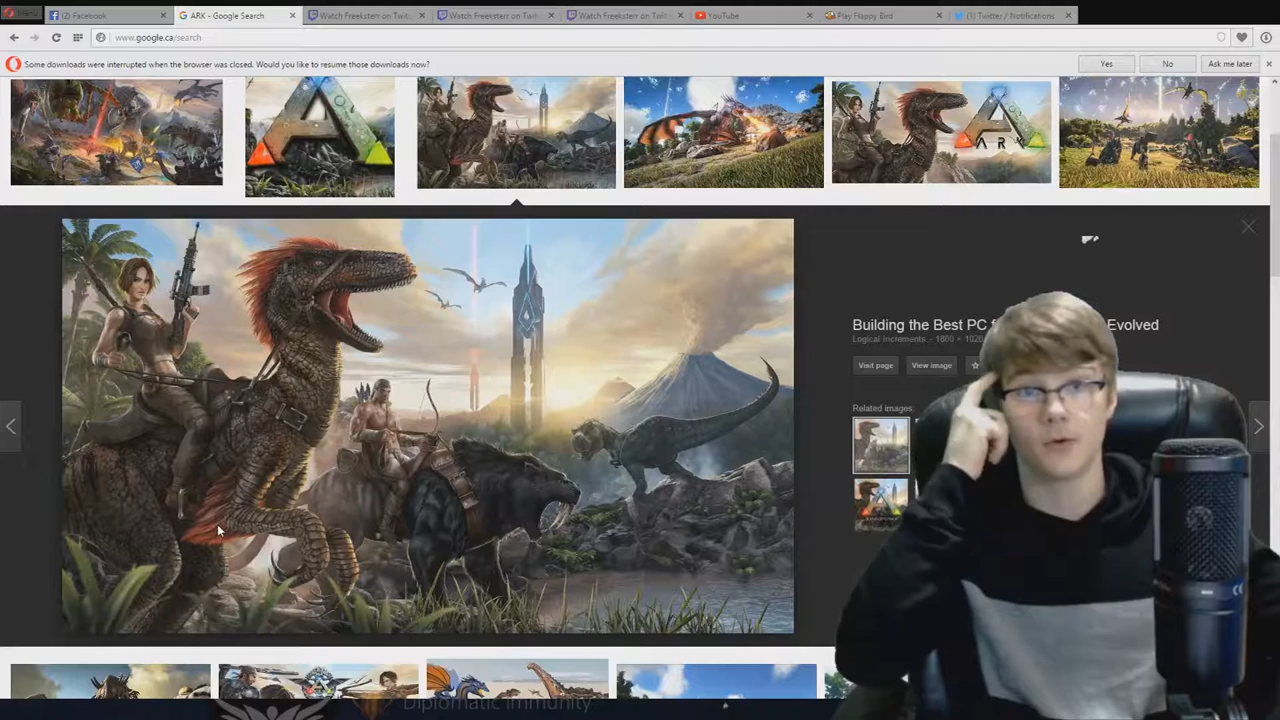 Menu
(2) Facebook
ARK - Google Search
Watch Freeksterr on Twit
Watch Freeksterr on Twit
Watch Freeksterr on Twit
YouTube
Play Flappy Bird
(1) Twitter / Notifications
www.google.ca/search
Some downloads were interrupted when the browser was closed. Would you like to resume those downloads now?
Yes
No
Ask me later
ARK
Building the Best PC f
Evolved
Logical Increments - 1800 × 1020
Visit page
View image
Related images:
Diplomatic Immunity